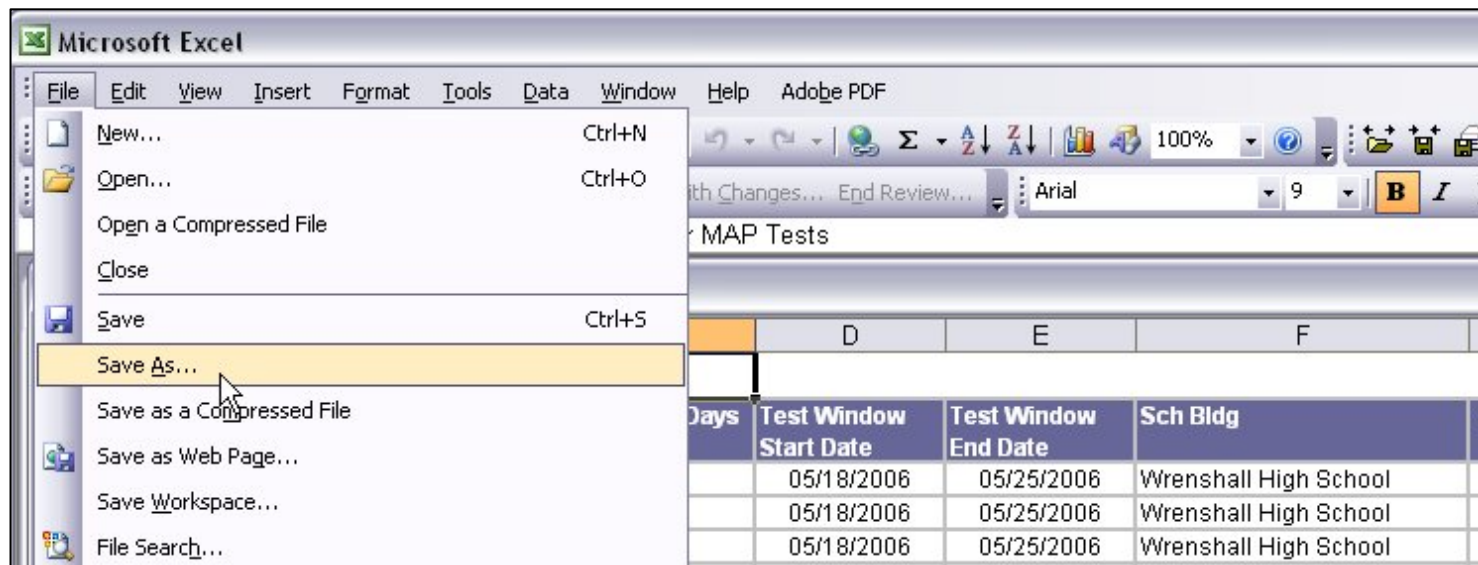 Microsoft Excel
File Edit View Insert Format Tools Data Window Help Adobe PDF
New... Ctrl+N
Σ A Z Z A 100%
Open... Ctrl+O
Changes... End Review... Arial 9 B I
Open a Compressed File
MAP Tests
Close
Save Ctrl+S
D E F
Save As...
Save as a Compressed File
Days Test Window Test Window Sch Bldg
Start Date End Date
Save as Web Page...
05/18/2006 05/25/2006 Wrenshall High School
Save Workspace...
05/18/2006 05/25/2006 Wrenshall High School
File Search...
05/18/2006 05/25/2006 Wrenshall High School